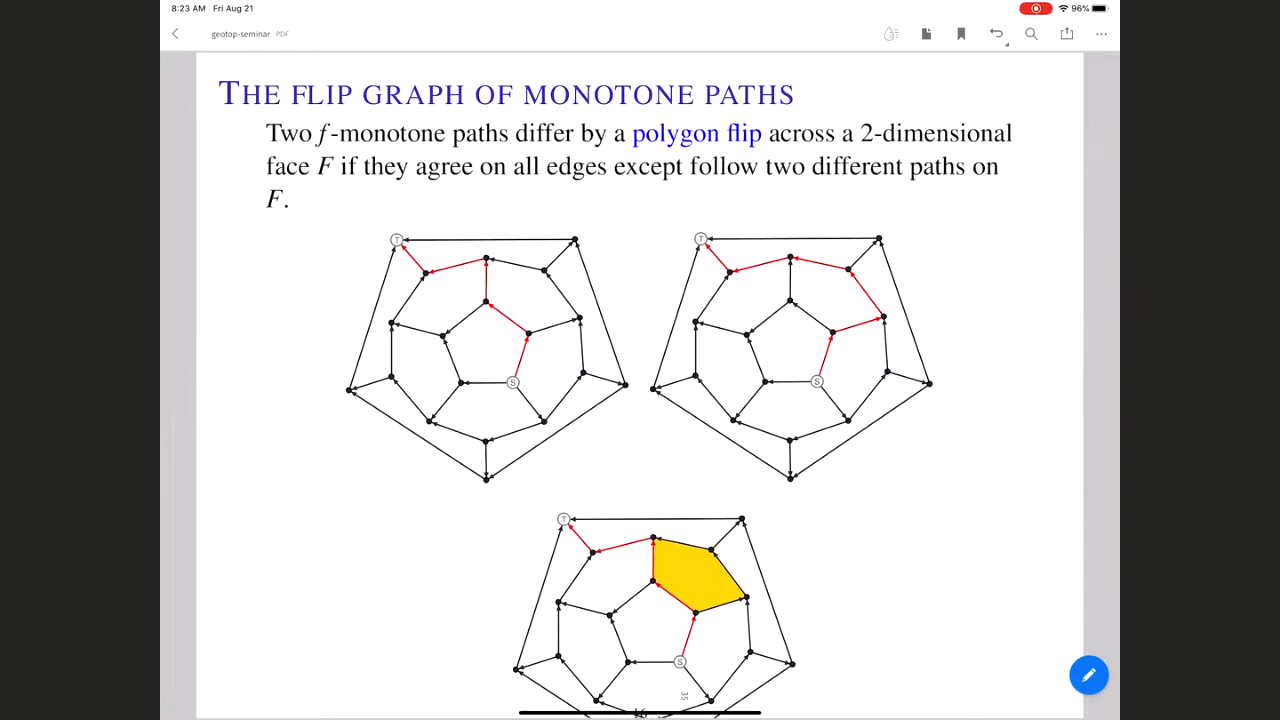 8:23 AM Fri Aug 21
96%
geotop-seminar PDF
THE FLIP GRAPH OF MONOTONE PATHS
Two f-monotone paths differ by a polygon flip across a 2-dimensional
face F if they agree on all edges except follow two different paths on
F.
T
T
S
S
T
S
35